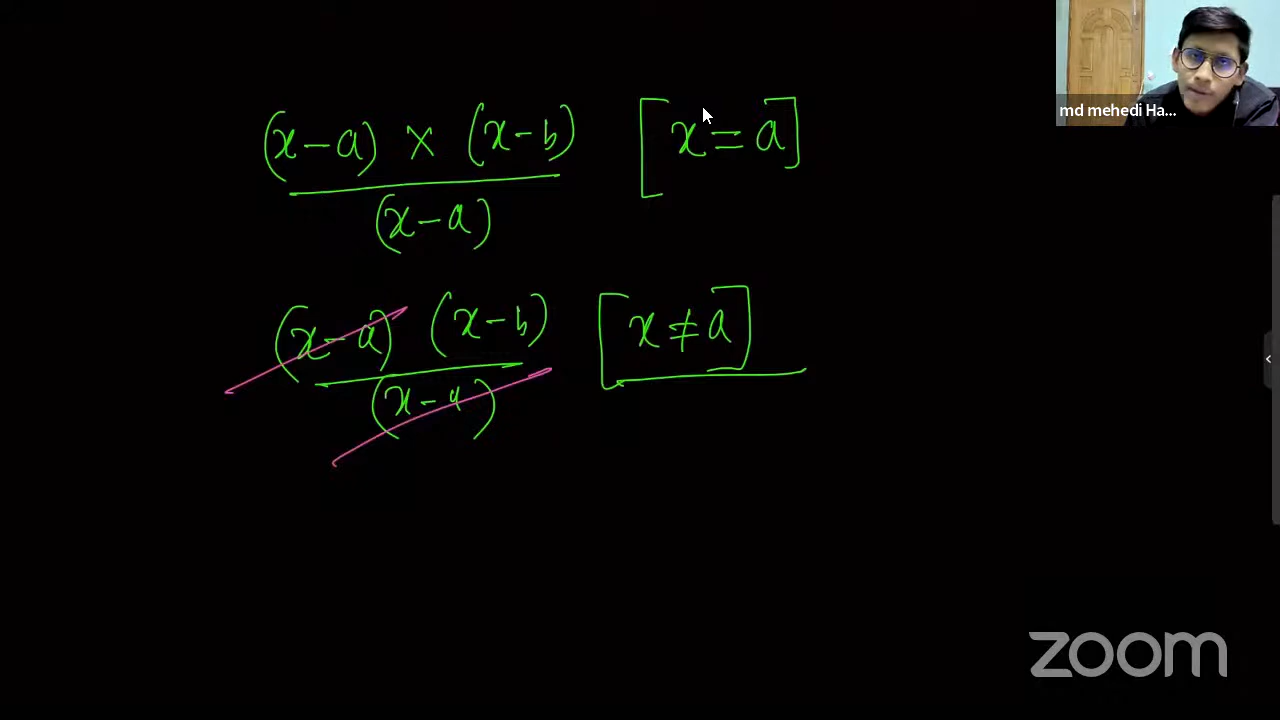 md mehedi Ha...
(x-a) × (x-b) [x=a]
(x-a)
(x-a) (x-b) [x≠a]
(x-a)
zoom